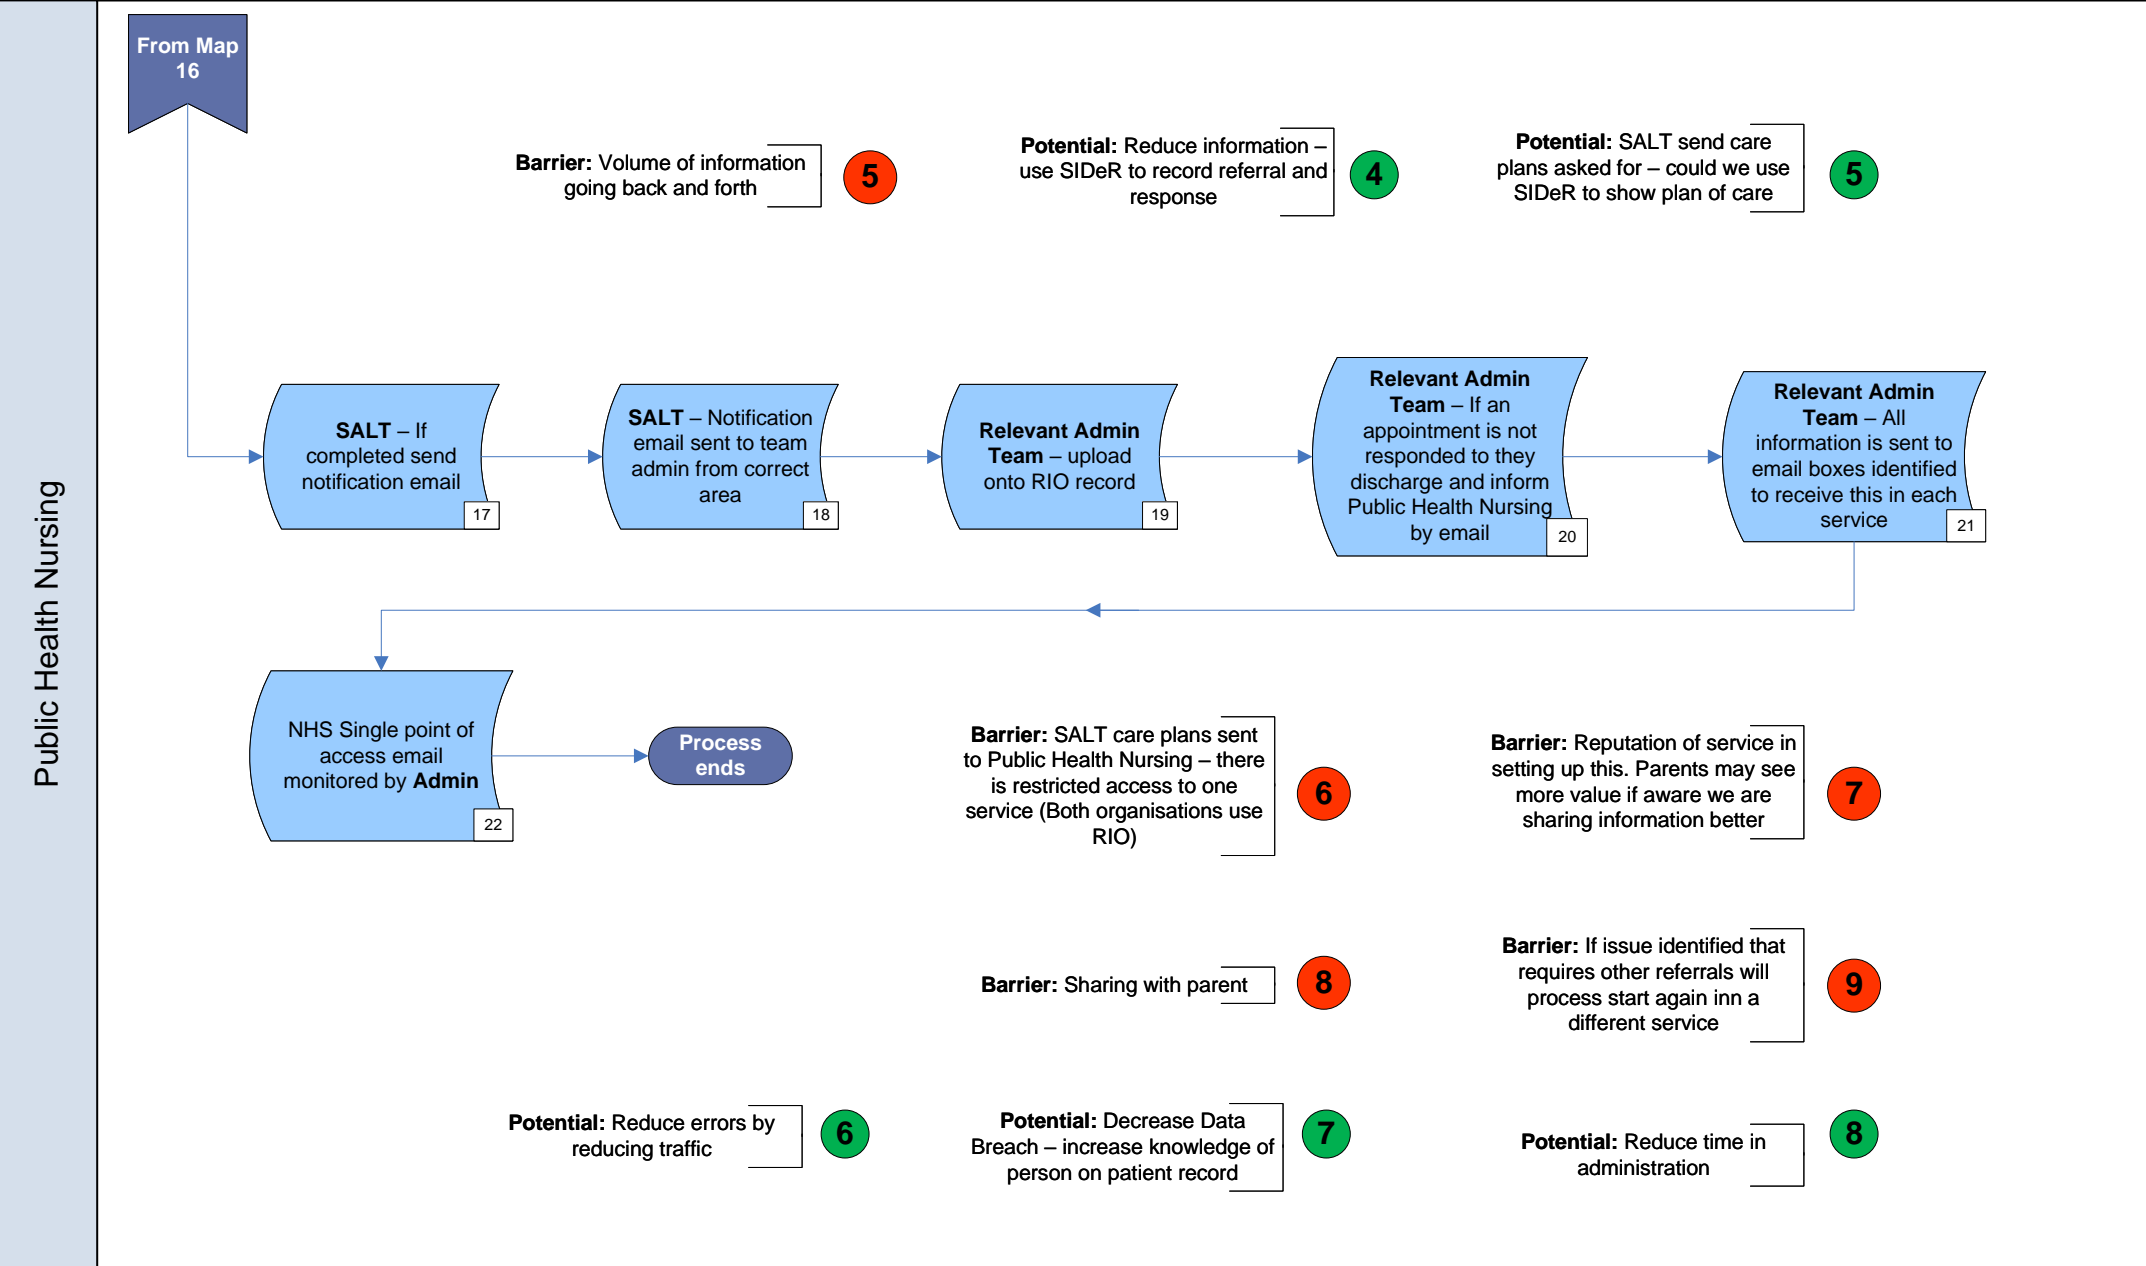 Public Health Nursing
From Map
16
Barrier: Volume of information
going back and forth
5
Potential: Reduce information –
use SIDeR to record referral and
response
4
Potential: SALT send care
plans asked for – could we use
SIDeR to show plan of care
5
SALT – If
completed send
notification email
17
SALT – Notification
email sent to team
admin from correct
area
18
Relevant Admin
Team – upload
onto RIO record
19
Relevant Admin
Team – If an
appointment is not
responded to they
discharge and inform
Public Health Nursing
by email
20
Relevant Admin
Team – All
information is sent to
email boxes identified
to receive this in each
service
21
NHS Single point of
access email
monitored by Admin
22
Process
ends
Barrier: SALT care plans sent
to Public Health Nursing – there
is restricted access to one
service (Both organisations use
RIO)
6
Barrier: Reputation of service in
setting up this. Parents may see
more value if aware we are
sharing information better
7
Barrier: Sharing with parent
8
Barrier: If issue identified that
requires other referrals will
process start again inn a
different service
9
Potential: Reduce errors by
reducing traffic
6
Potential: Decrease Data
Breach – increase knowledge of
person on patient record
7
Potential: Reduce time in
administration
8